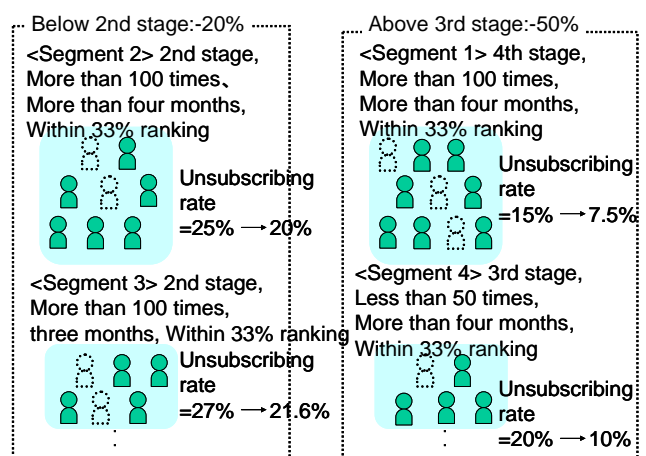 Below 2nd stage:-20%
<Segment 2> 2nd stage,
More than 100 times、
More than four months,
Within 33% ranking
Unsubscribing
rate
=25% →20%
<Segment 3> 2nd stage,
More than 100 times,
three months, Within 33% ranking
Unsubscribing
rate
=27% →21.6%
Above 3rd stage:-50%
<Segment 1> 4th stage,
More than 100 times,
More than four months,
Within 33% ranking
Unsubscribing
rate
=15% →7.5%
<Segment 4> 3rd stage,
Less than 50 times,
More than four months,
Within 33% ranking
Unsubscribing
rate
=20% →10%